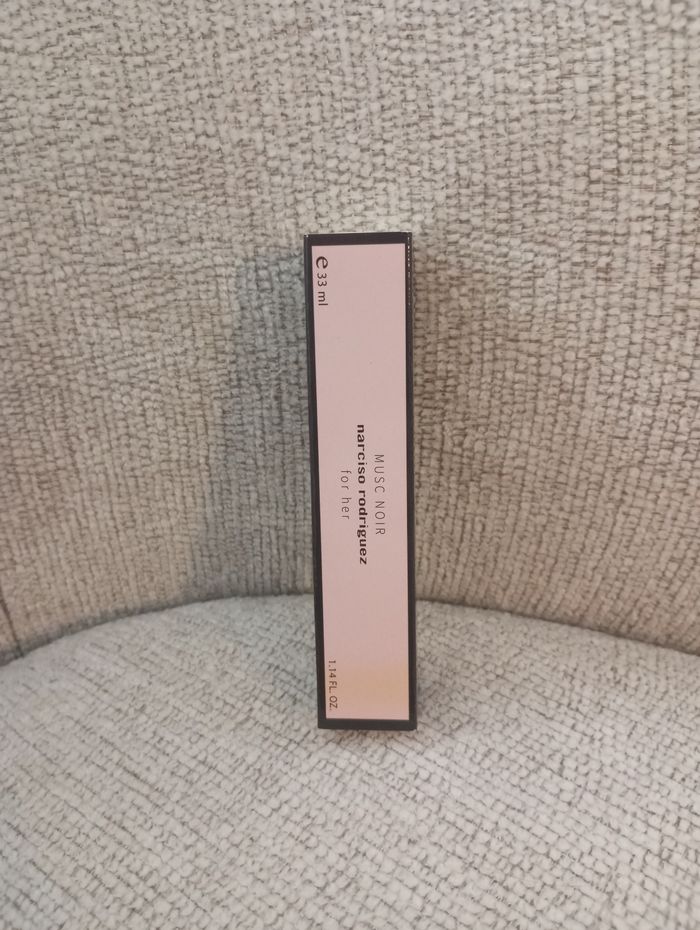 ℮ 33 ml
MUSC NOIR
narciso rodriguez
for her
1.14 FL. OZ.